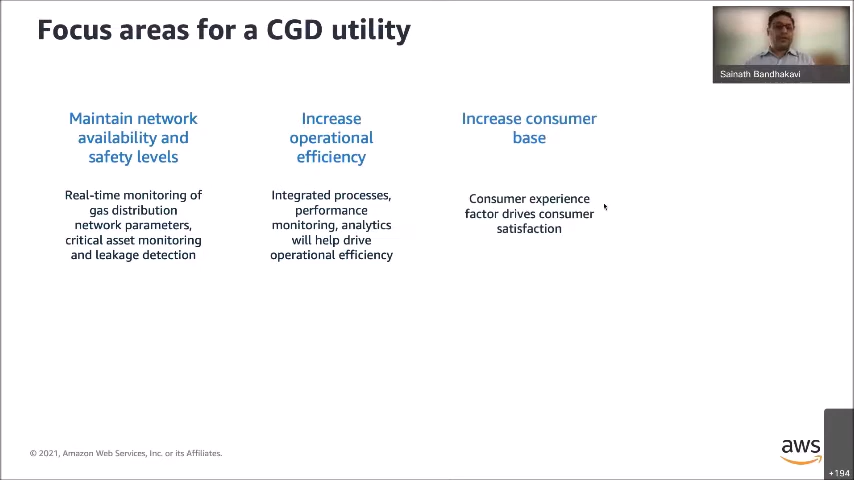 Focus areas for a CGD utility
Sainath Bandhakavi
Maintain network
availability and
safety levels
Real-time monitoring of
gas distribution
network parameters,
critical asset monitoring
and leakage detection
Increase
operational
efficiency
Integrated processes,
performance
monitoring, analytics
will help drive
operational efficiency
Increase consumer
base
Consumer experience
factor drives consumer
satisfaction
© 2021, Amazon Web Services, Inc. or its Affiliates.
aws
+194